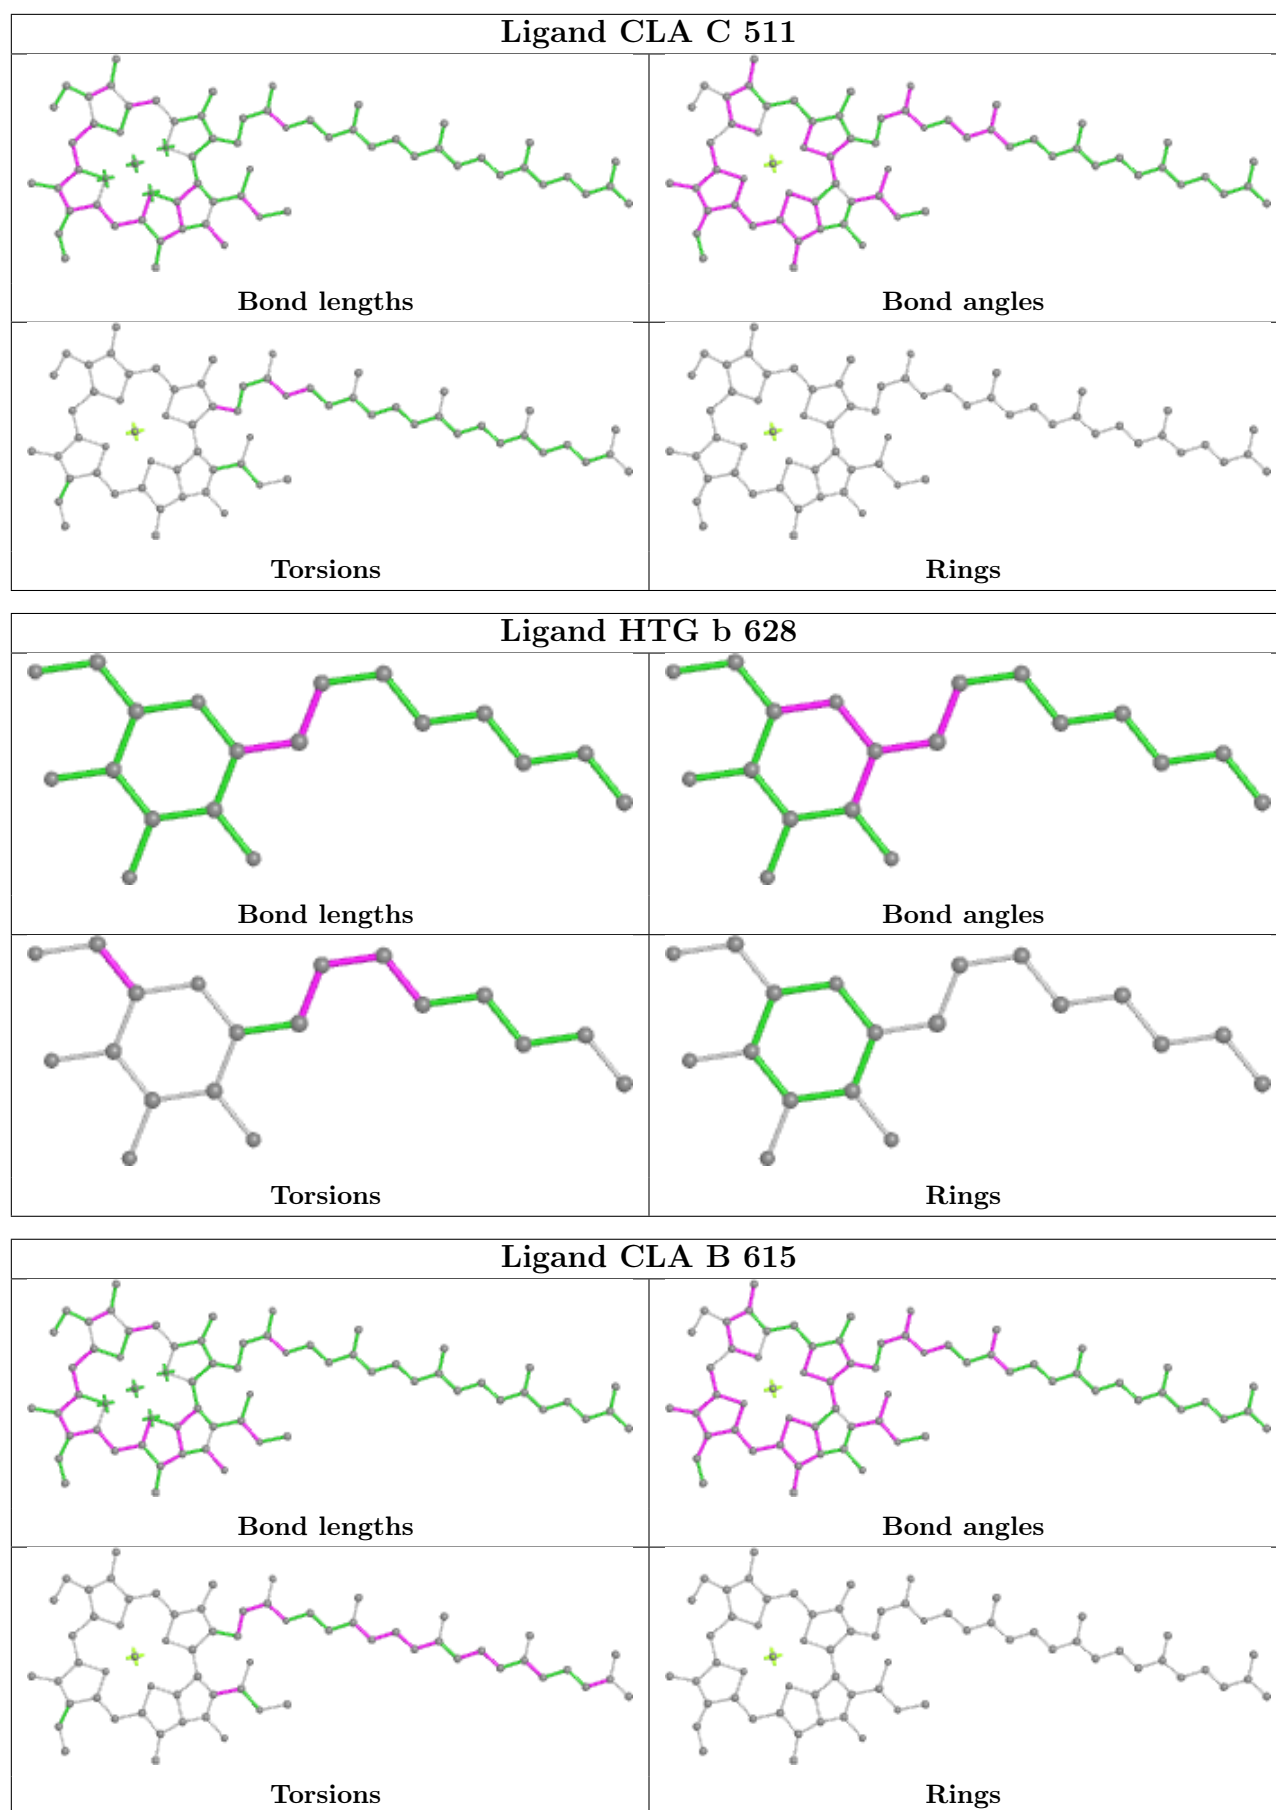 Ligand CLA C 511
Bond lengths
Bond angles
Torsions
Rings
Ligand HTG b 628
Bond lengths
Bond angles
Torsions
Rings
Ligand CLA B 615
Bond lengths
Bond angles
Torsions
Rings